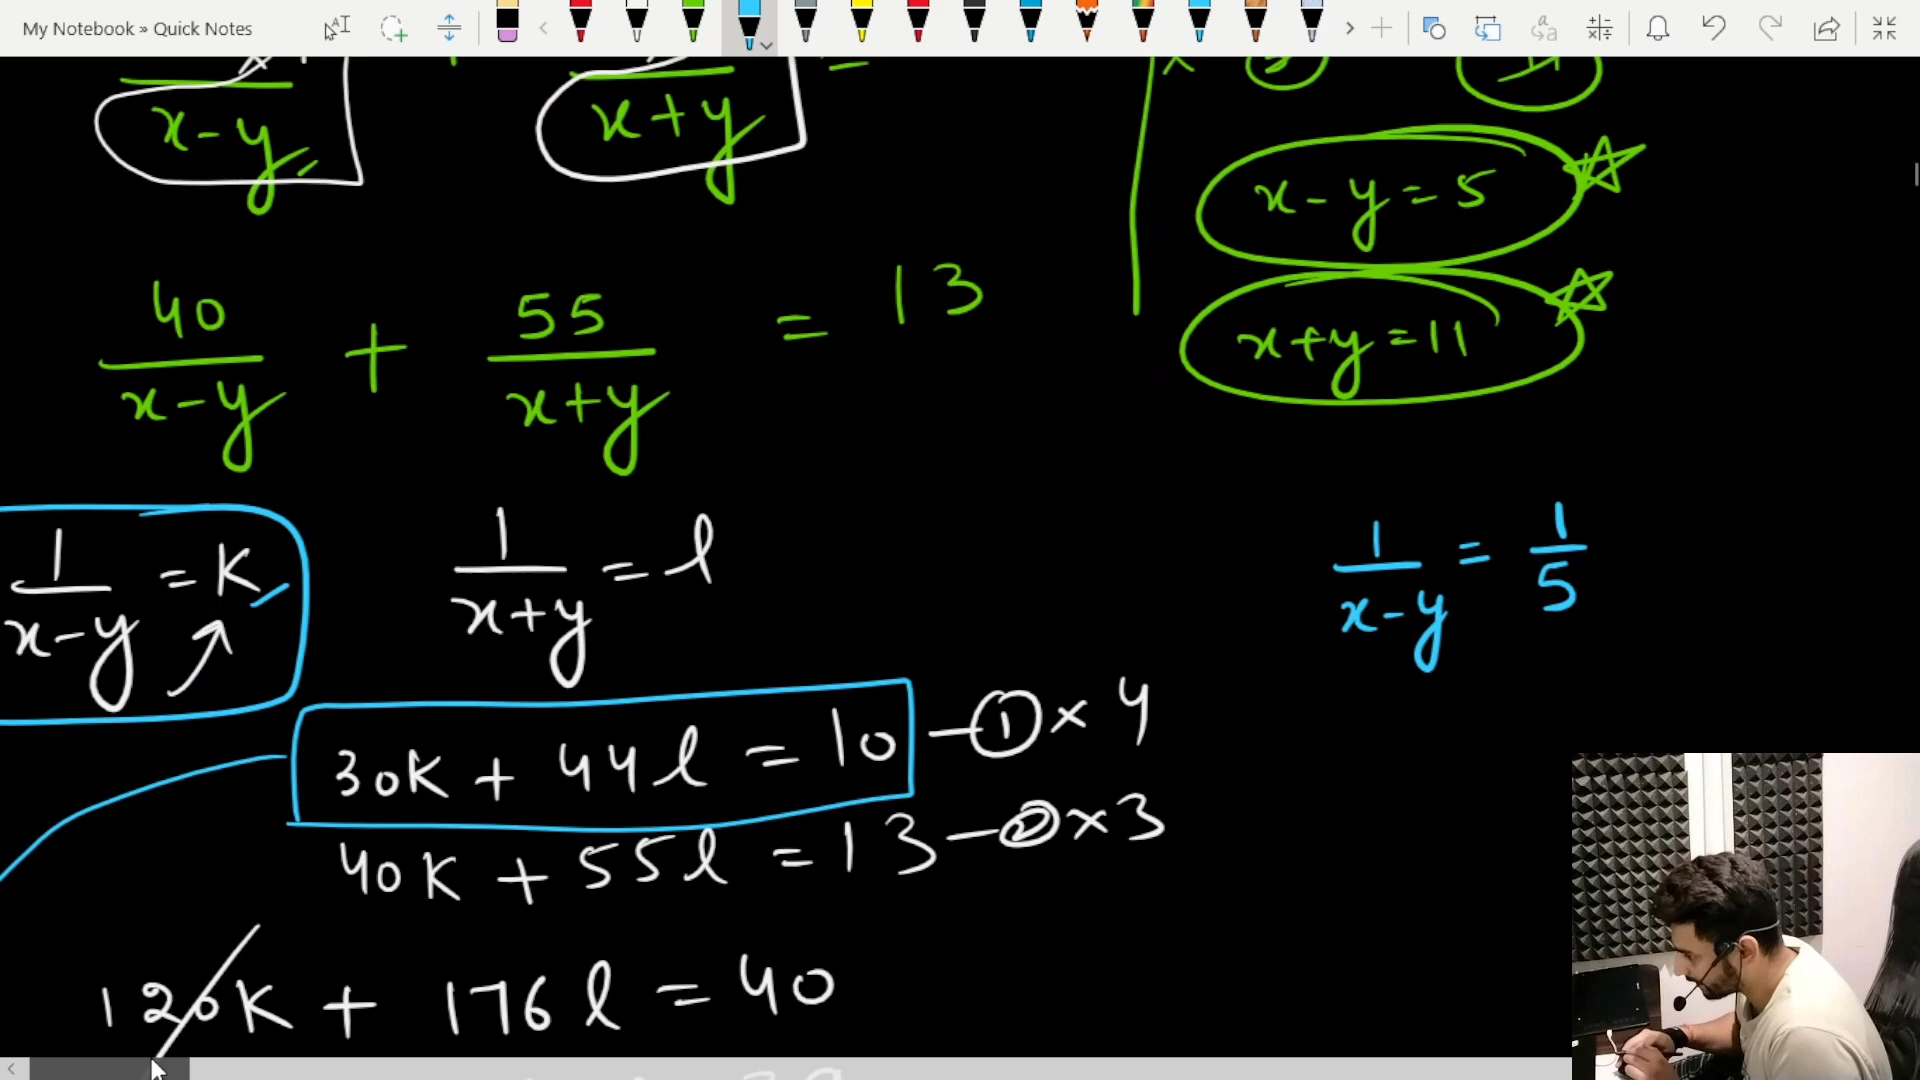 My Notebook » Quick Notes
x-y
x+y
x - y = 5
40/x-y + 55/x+y = 13
x+y = 11
1/x-y = K
1/x+y = l
1/x-y = 1/5
30K + 44l = 10 — ① × 4
40K + 55l = 13 — ② × 3
120K + 176l = 40